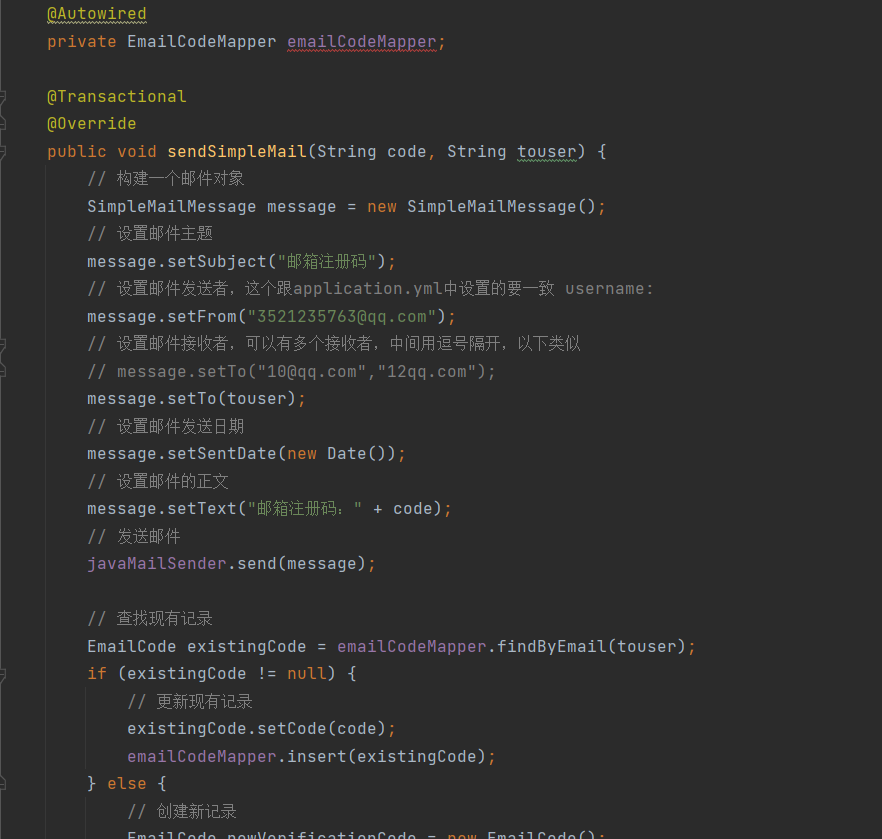 @Autowired
private EmailCodeMapper emailCodeMapper;
@Transactional
@Override
public void sendSimpleMail(String code, String touser) {
// 构建一个邮件对象
SimpleMailMessage message = new SimpleMailMessage();
// 设置邮件主题
message.setSubject("邮箱注册码");
// 设置邮件发送者，这个跟application.yml中设置的要一致 username:
message.setFrom("3521235763@qq.com");
// 设置邮件接收者，可以有多个接收者，中间用逗号隔开，以下类似
// message.setTo("10@qq.com","12qq.com");
message.setTo(touser);
// 设置邮件发送日期
message.setSentDate(new Date());
// 设置邮件的正文
message.setText("邮箱注册码：" + code);
// 发送邮件
javaMailSender.send(message);
// 查找现有记录
EmailCode existingCode = emailCodeMapper.findByEmail(touser);
if (existingCode != null) {
// 更新现有记录
existingCode.setCode(code);
emailCodeMapper.insert(existingCode);
} else {
// 创建新记录
EmailCode newVerificationCode = new EmailCode();